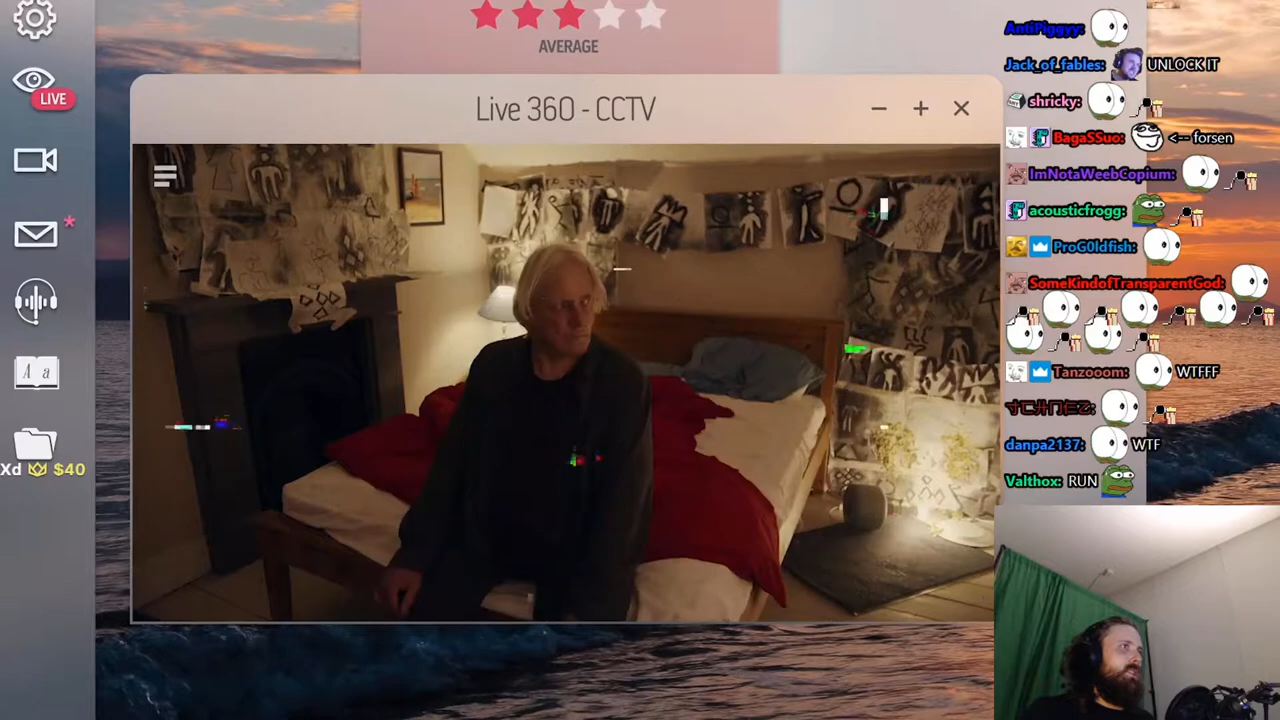 AVERAGE
Live 360 - CCTV
LIVE
A a
Xd $40
AntiPiggyy:
Jack_of_fables: UNLOCK IT
shricky:
BagaSSuo: <-- forsen
ImNotaWeebCopium:
acousticfrogg:
ProG0ldfish:
SomeKindofTransparentGod:
Tanzooom: WTFFF
danpa2137: WTF
Valthox: RUN